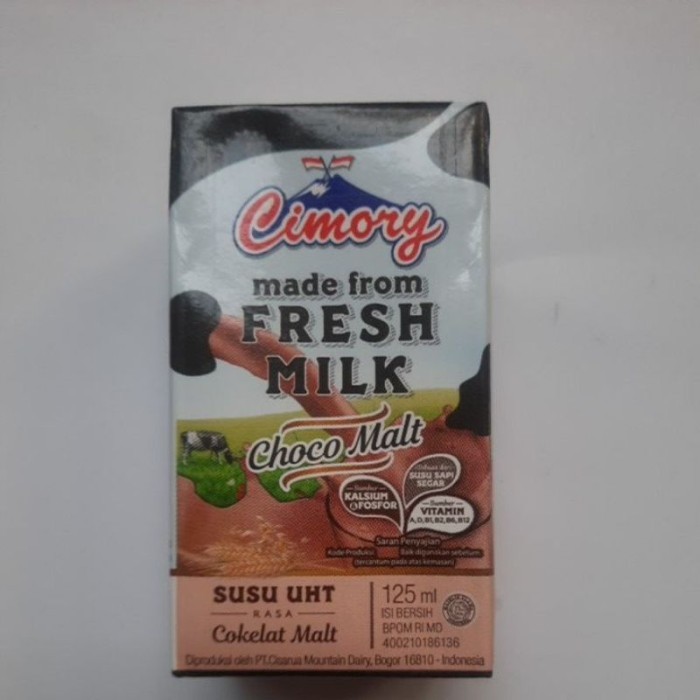 Cimory
made from
FRESH
MILK
Choco Malt
Dibuat dari
SUSU SAPI
SEGAR
Sumber
KALSIUM
& FOSFOR
Sumber
VITAMIN
A, D, B1, B2, B6, B12
Saran Penyajian
Kode Produksi Baik digunakan sebelum
(tercantum pada atas kemasan)
SUSU UHT
RASA
Cokelat Malt
125 ml
ISI BERSIH
BPOM RI MD
400210186136
Diproduksi oleh PT.Cisarua Mountain Dairy, Bogor 16810 - Indonesia